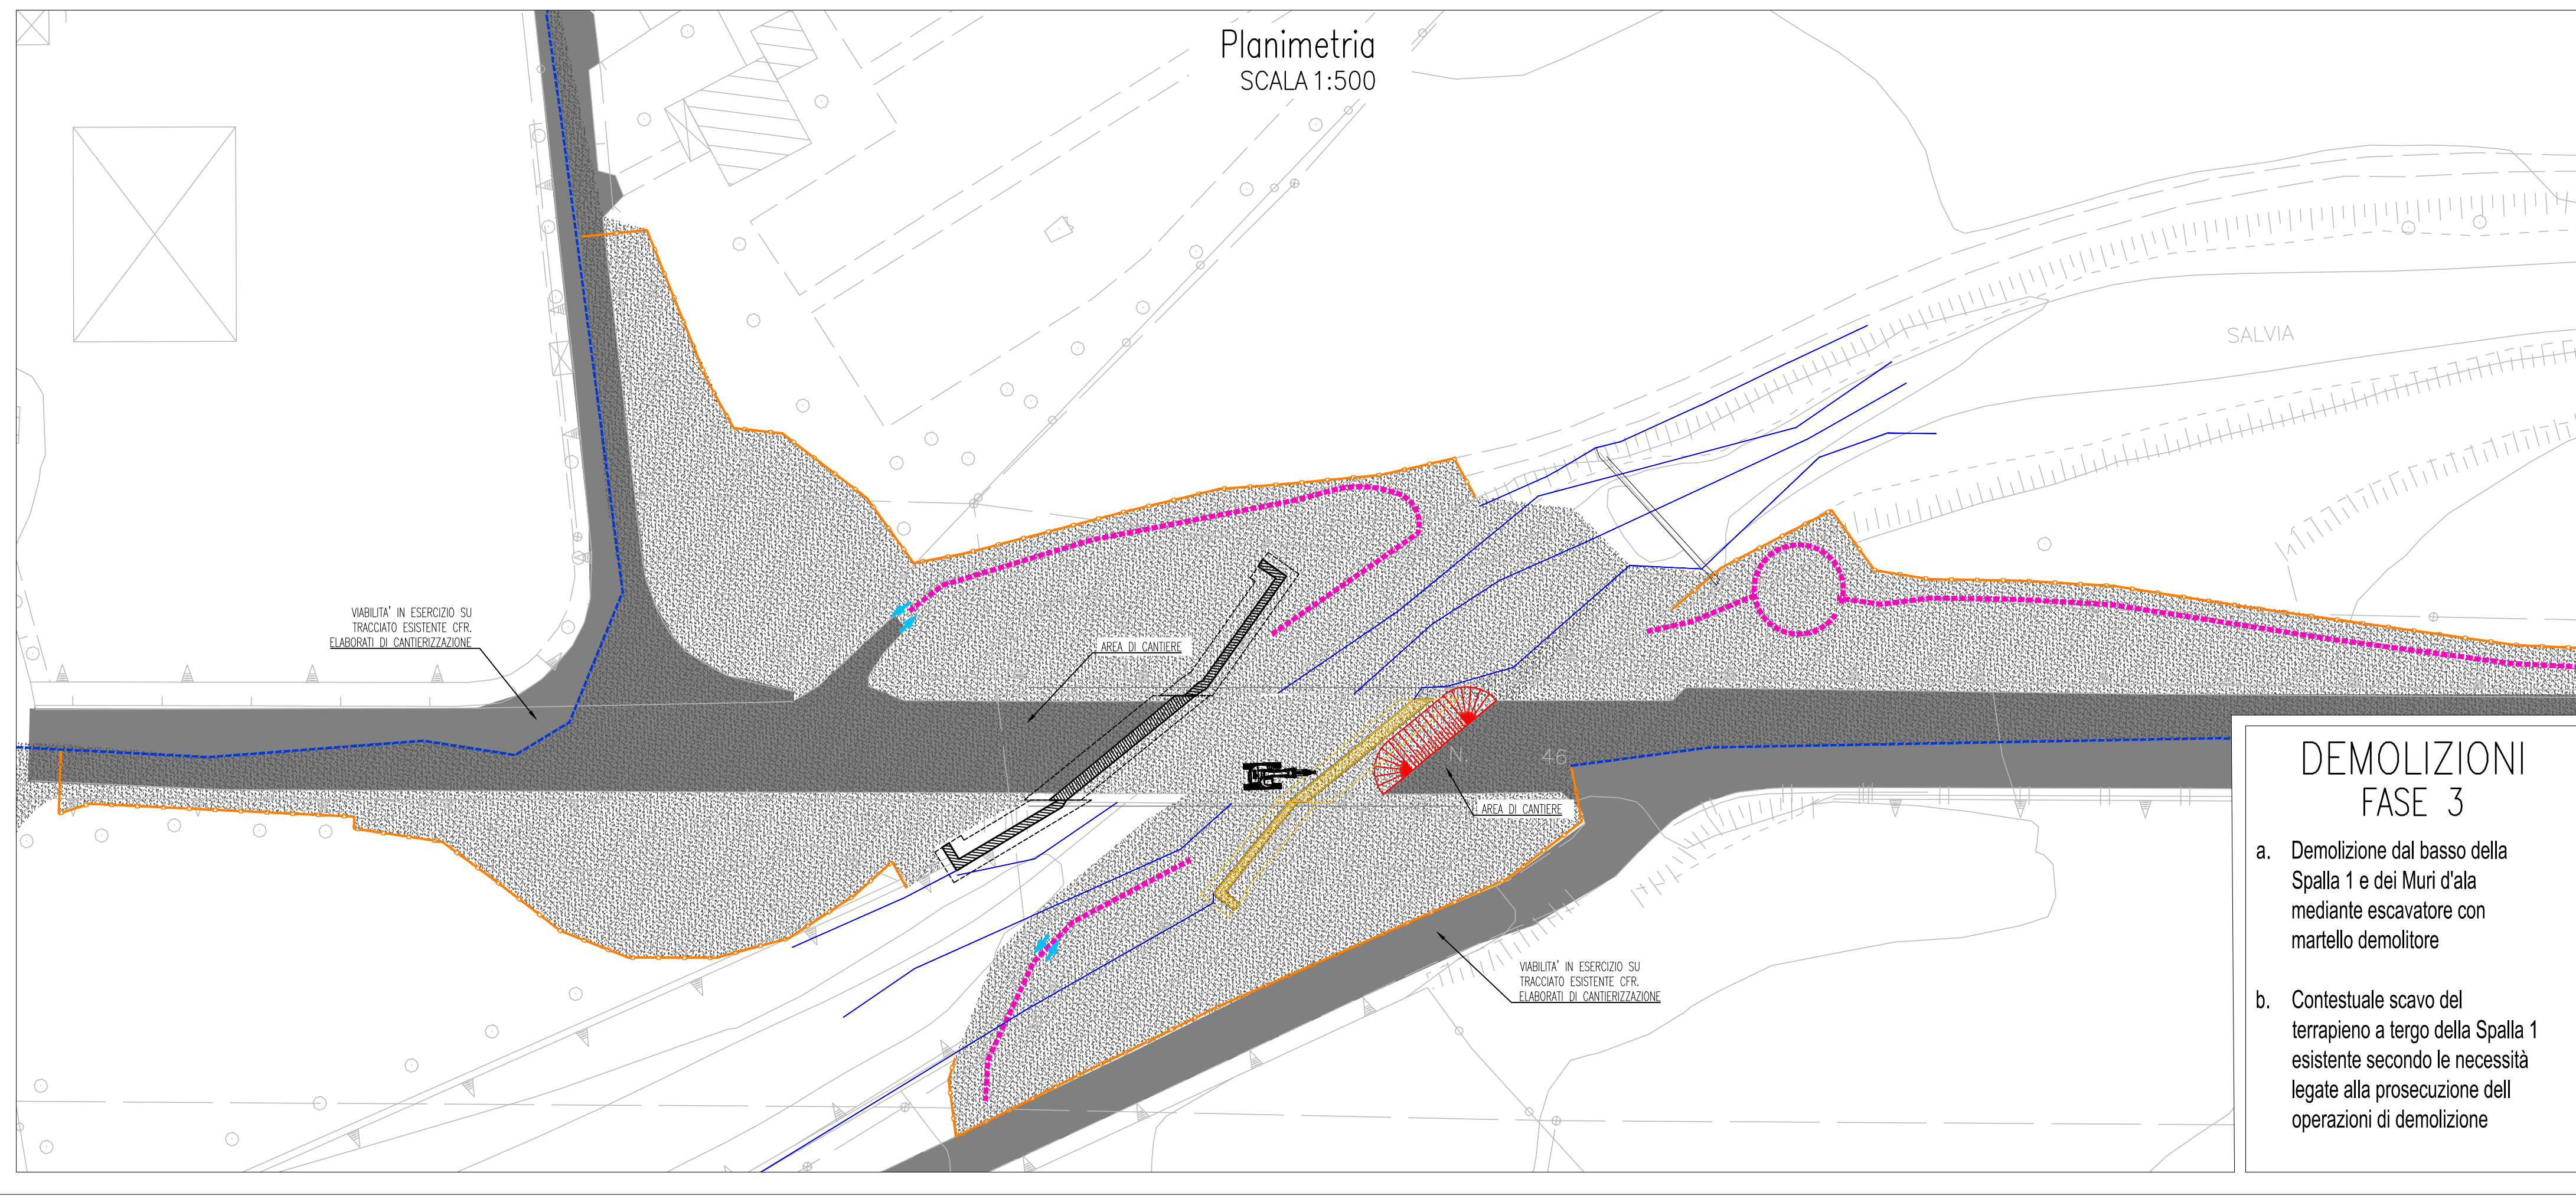 Planimetria
SCALA 1:500
SALVIA
VIABILITA' IN ESERCIZIO SU
TRACCIATO ESISTENTE CFR.
ELABORATI DI CANTIERIZZAZIONE
AREA DI CANTIERE
N. 46
AREA DI CANTIERE
VIABILITA' IN ESERCIZIO SU
TRACCIATO ESISTENTE CFR.
ELABORATI DI CANTIERIZZAZIONE
DEMOLIZIONI
FASE 3
a. Demolizione dal basso della
Spalla 1 e dei Muri d'ala
mediante escavatore con
martello demolitore
b. Contestuale scavo del
terrapieno a tergo della Spalla 1
esistente secondo le necessità
legate alla prosecuzione dell
operazioni di demolizione